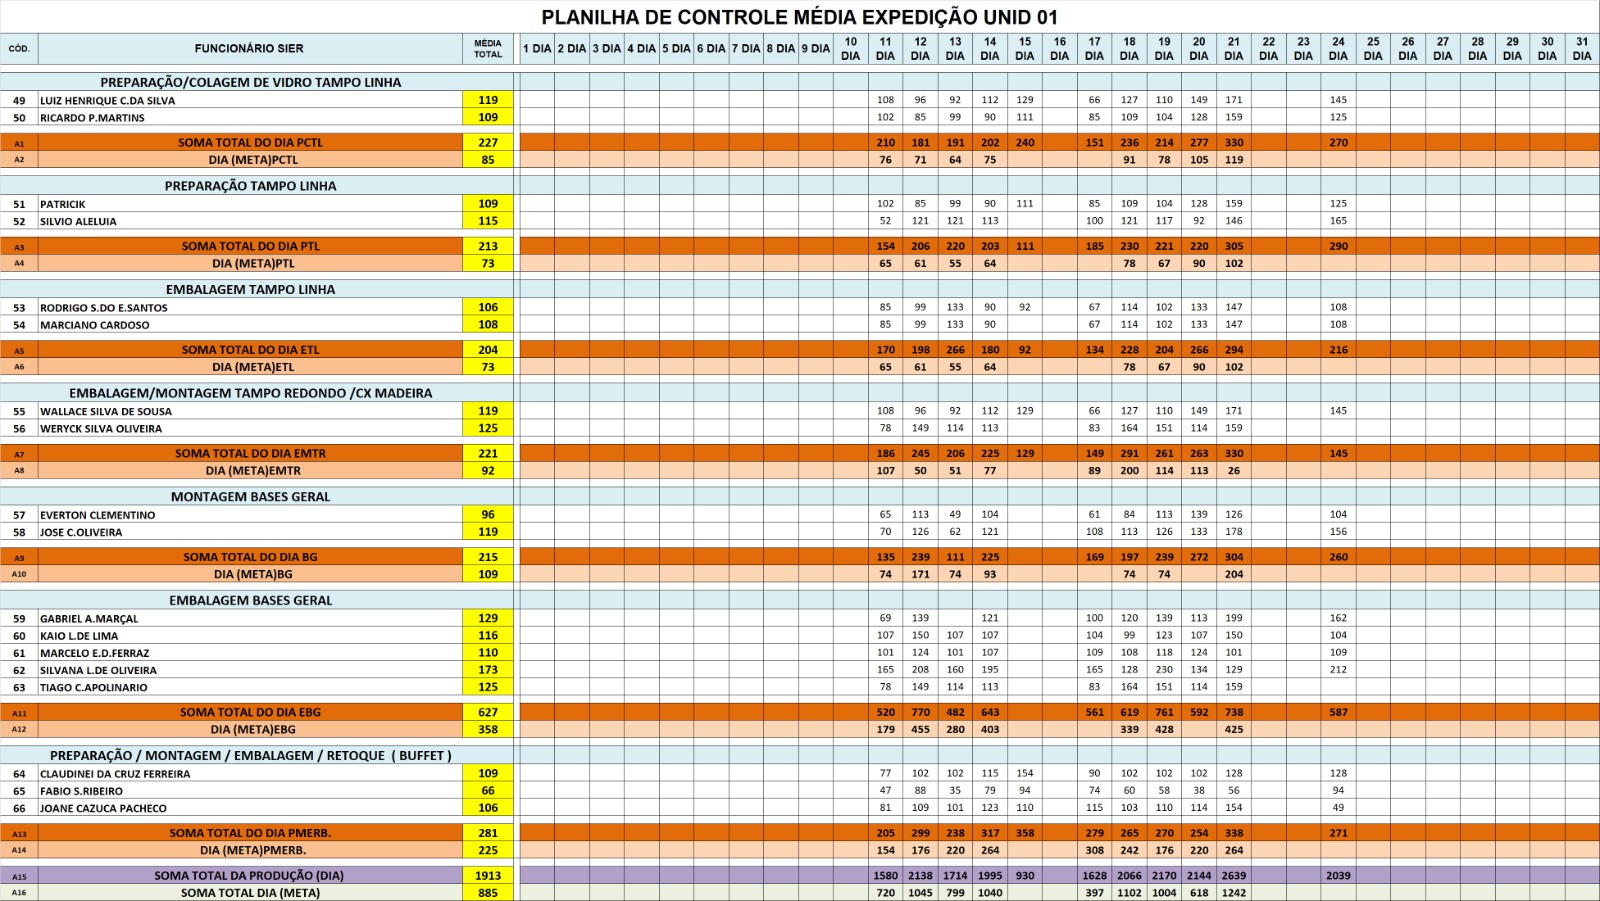 PLANILHA DE CONTROLE MÉDIA EXPEDIÇÃO UNID 01
CÓD. FUNCIONÁRIO SIER MÉDIA TOTAL 1 DIA 2 DIA 3 DIA 4 DIA 5 DIA 6 DIA 7 DIA 8 DIA 9 DIA 10 DIA 11 DIA 12 DIA 13 DIA 14 DIA 15 DIA 16 DIA 17 DIA 18 DIA 19 DIA 20 DIA 21 DIA 22 DIA 23 DIA 24 DIA 25 DIA 26 DIA 27 DIA 28 DIA 29 DIA 30 DIA 31 DIA
PREPARAÇÃO/COLAGEM DE VIDRO TAMPO LINHA
49 LUIZ HENRIQUE C.DA SILVA 119 108 96 92 112 129 66 127 110 149 171 145
50 RICARDO P.MARTINS 109 102 85 99 90 111 85 109 104 128 159 125
A1 SOMA TOTAL DO DIA PCTL 227 210 181 191 202 240 151 236 214 277 330 270
A2 DIA (META)PCTL 85 76 71 64 75 91 78 105 119
PREPARAÇÃO TAMPO LINHA
51 PATRICIK 109 102 85 99 90 111 85 109 104 128 159 125
52 SILVIO ALELUIA 115 52 121 121 113 100 121 117 92 146 165
A3 SOMA TOTAL DO DIA PTL 213 154 206 220 203 111 185 230 221 220 305 290
A4 DIA (META)PTL 73 65 61 55 64 78 67 90 102
EMBALAGEM TAMPO LINHA
53 RODRIGO S.DO E.SANTOS 106 85 99 133 90 92 67 114 102 133 147 108
54 MARCIANO CARDOSO 108 85 99 133 90 67 114 102 133 147 108
A5 SOMA TOTAL DO DIA ETL 204 170 198 266 180 92 134 228 204 266 294 216
A6 DIA (META)ETL 73 65 61 55 64 78 67 90 102
EMBALAGEM/MONTAGEM TAMPO REDONDO /CX MADEIRA
55 WALLACE SILVA DE SOUSA 119 108 96 92 112 129 66 127 110 149 171 145
56 WERYCK SILVA OLIVEIRA 125 78 149 114 113 83 164 151 114 159
A7 SOMA TOTAL DO DIA EMTR 221 186 245 206 225 129 149 291 261 263 330 145
A8 DIA (META)EMTR 92 107 50 51 77 89 200 114 113 26
MONTAGEM BASES GERAL
57 EVERTON CLEMENTINO 96 65 113 49 104 61 84 113 139 126 104
58 JOSE C.OLIVEIRA 119 70 126 62 121 108 113 126 133 178 156
A9 SOMA TOTAL DO DIA BG 215 135 239 111 225 169 197 239 272 304 260
A10 DIA (META)BG 109 74 171 74 93 74 74 204
EMBALAGEM BASES GERAL
59 GABRIEL A.MARÇAL 129 69 139 121 100 120 139 113 199 162
60 KAIO L.DE LIMA 116 107 150 107 107 104 99 123 107 150 104
61 MARCELO E.D.FERRAZ 110 101 124 101 107 109 108 118 124 101 109
62 SILVANA L.DE OLIVEIRA 173 165 208 160 195 165 128 230 134 129 212
63 TIAGO C.APOLINARIO 125 78 149 114 113 83 164 151 114 159
A11 SOMA TOTAL DO DIA EBG 627 520 770 482 643 561 619 761 592 738 587
A12 DIA (META)EBG 358 179 455 280 403 339 428 425
PREPARAÇÃO / MONTAGEM / EMBALAGEM / RETOQUE ( BUFFET )
64 CLAUDINEI DA CRUZ FERREIRA 109 77 102 102 115 154 90 102 102 102 128 128
65 FABIO S.RIBEIRO 66 47 88 35 79 94 74 60 58 38 56 94
66 JOANE CAZUCA PACHECO 106 81 109 101 123 110 115 103 110 114 154 49
A13 SOMA TOTAL DO DIA PMERB. 281 205 299 238 317 358 279 265 270 254 338 271
A14 DIA (META)PMERB. 225 154 176 220 264 308 242 176 220 264
A15 SOMA TOTAL DA PRODUÇÃO (DIA) 1913 1580 2138 1714 1995 930 1628 2066 2170 2144 2639 2039
A16 SOMA TOTAL DIA (META) 885 720 1045 799 1040 397 1102 1004 618 1242